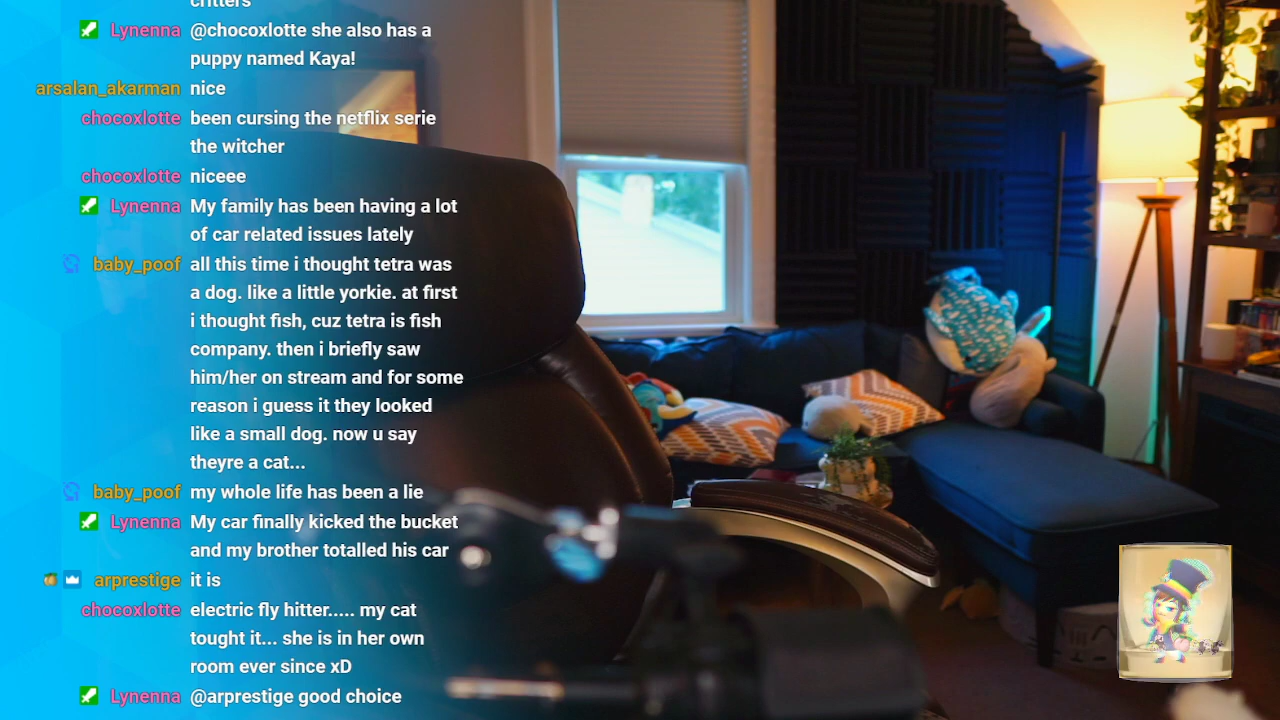 critters
Lynenna @chocoxlotte she also has a
puppy named Kaya!
arsalan_akarman nice
chocoxlotte been cursing the netflix serie
the witcher
chocoxlotte niceee
Lynenna My family has been having a lot
of car related issues lately
baby_poof all this time i thought tetra was
a dog. like a little yorkie. at first
i thought fish, cuz tetra is fish
company. then i briefly saw
him/her on stream and for some
reason i guess it they looked
like a small dog. now u say
theyre a cat...
baby_poof my whole life has been a lie
Lynenna My car finally kicked the bucket
and my brother totalled his car
arprestige it is
chocoxlotte electric fly hitter..... my cat
tought it... she is in her own
room ever since xD
Lynenna @arprestige good choice